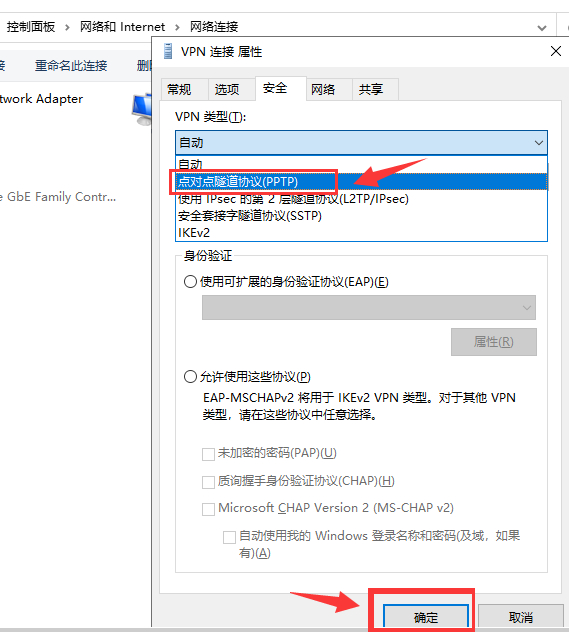 控制面板 > 网络和 Internet > 网络连接
VPN 连接 属性
接 重命名此连接
twork Adapter
e GbE Family Contr...
常规 选项 安全 网络 共享
VPN 类型(T):
自动
自动
点对点隧道协议(PPTP)
使用 IPsec 的第 2 层隧道协议(L2TP/IPsec)
安全套接字隧道协议(SSTP)
IKEv2
身份验证
使用可扩展的身份验证协议(EAP)(E)
属性(R)
允许使用这些协议(P)
EAP-MSCHAPv2 将用于 IKEv2 VPN 类型。对于其他 VPN
类型，请在这些协议中任意选择。
未加密的密码(PAP)(U)
质询握手身份验证协议(CHAP)(H)
Microsoft CHAP Version 2 (MS-CHAP v2)
自动使用我的 Windows 登录名称和密码(及域，如果
有)(A)
确定 取消